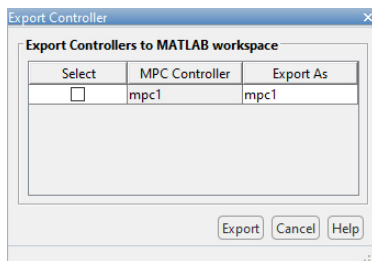 Export Controller
Export Controllers to MATLAB workspace
Select MPC Controller Export As
mpc1 mpc1
Export Cancel Help